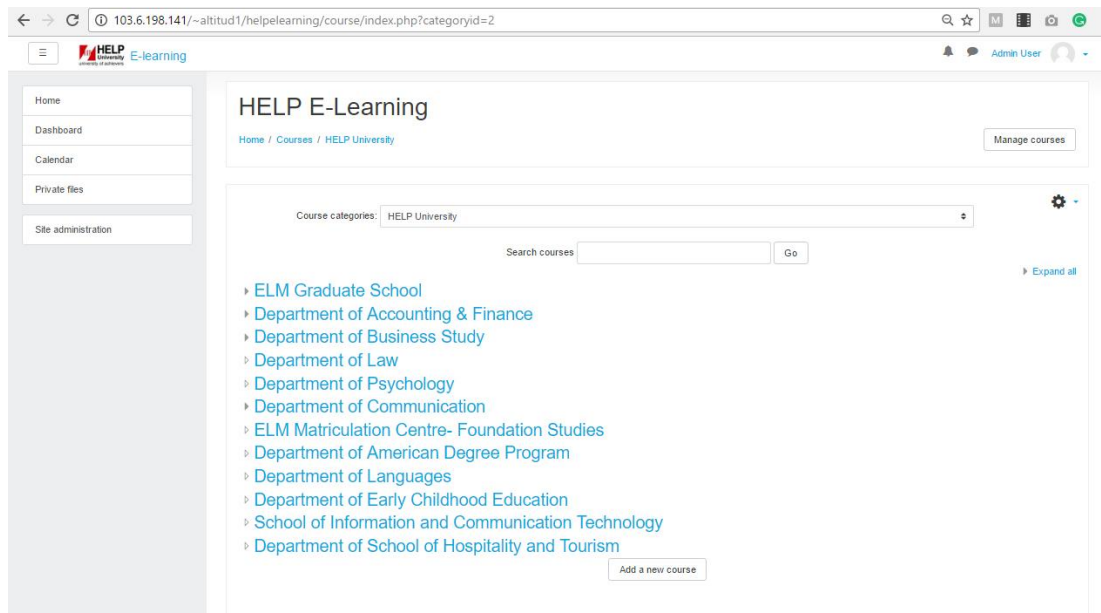 103.6.198.141/~altitud1/helpelearning/course/index.php?categoryid=2
HELP University university of achievers E-learning
Admin User
Home
Dashboard
Calendar
Private files
Site administration
HELP E-Learning
Home / Courses / HELP University
Manage courses
Course categories: HELP University
Search courses Go
Expand all
ELM Graduate School
Department of Accounting & Finance
Department of Business Study
Department of Law
Department of Psychology
Department of Communication
ELM Matriculation Centre- Foundation Studies
Department of American Degree Program
Department of Languages
Department of Early Childhood Education
School of Information and Communication Technology
Department of School of Hospitality and Tourism
Add a new course